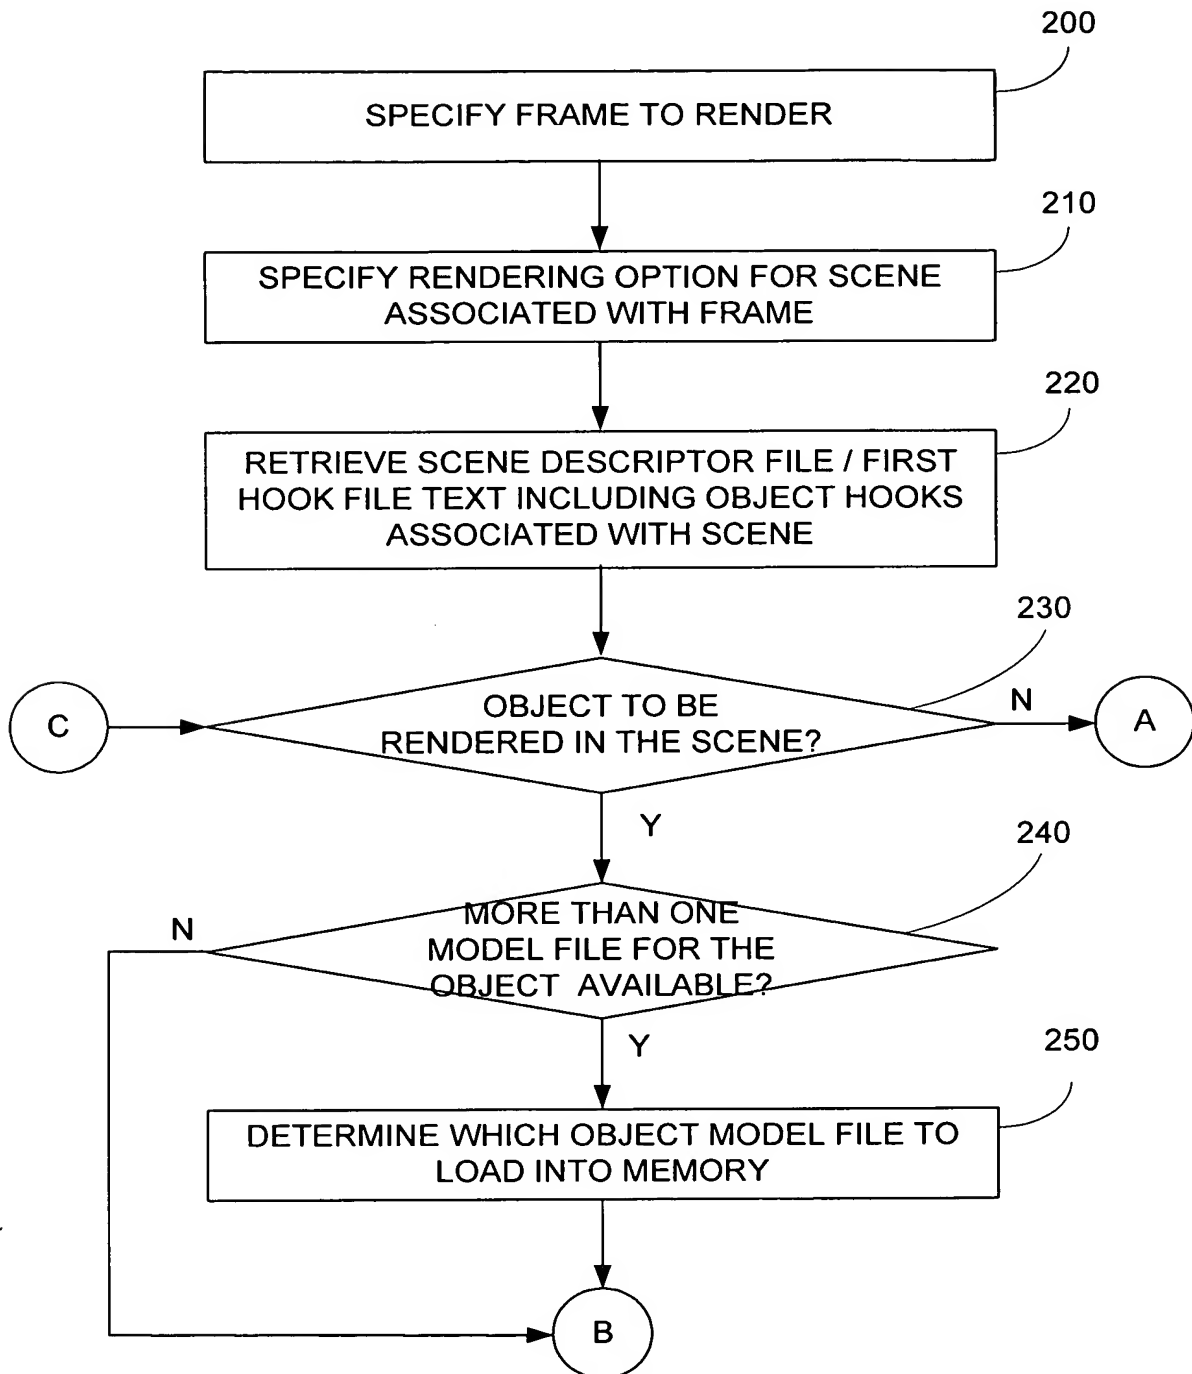 200
SPECIFY FRAME TO RENDER
210
SPECIFY RENDERING OPTION FOR SCENE
ASSOCIATED WITH FRAME
220
RETRIEVE SCENE DESCRIPTOR FILE / FIRST
HOOK FILE TEXT INCLUDING OBJECT HOOKS
ASSOCIATED WITH SCENE
230
C
OBJECT TO BE
RENDERED IN THE SCENE?
N
A
Y
240
N
MORE THAN ONE
MODEL FILE FOR THE
OBJECT AVAILABLE?
Y
250
DETERMINE WHICH OBJECT MODEL FILE TO
LOAD INTO MEMORY
B